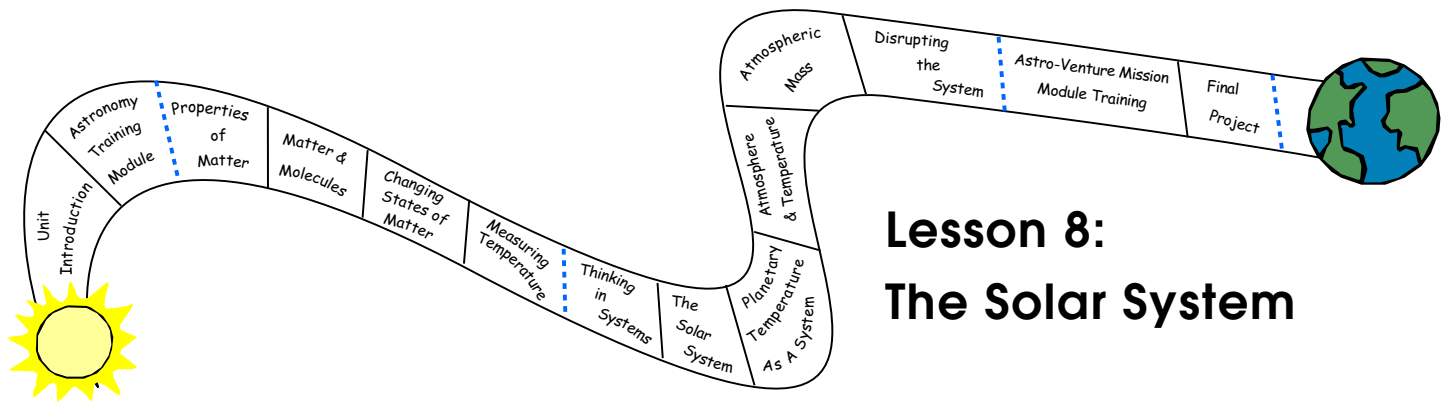 Unit
Introduction
Astronomy
Training
Module
Properties
of
Matter
Matter &
Molecules
Changing
States of
Matter
Measuring
Temperature
Thinking
in
Systems
The
Solar
System
Planetary
Temperature
As A System
Atmosphere
& Temperature
Atmospheric
Mass
Disrupting
the
System
Astro-Venture Mission
Module Training
Final
Project
Lesson 8:
The Solar System